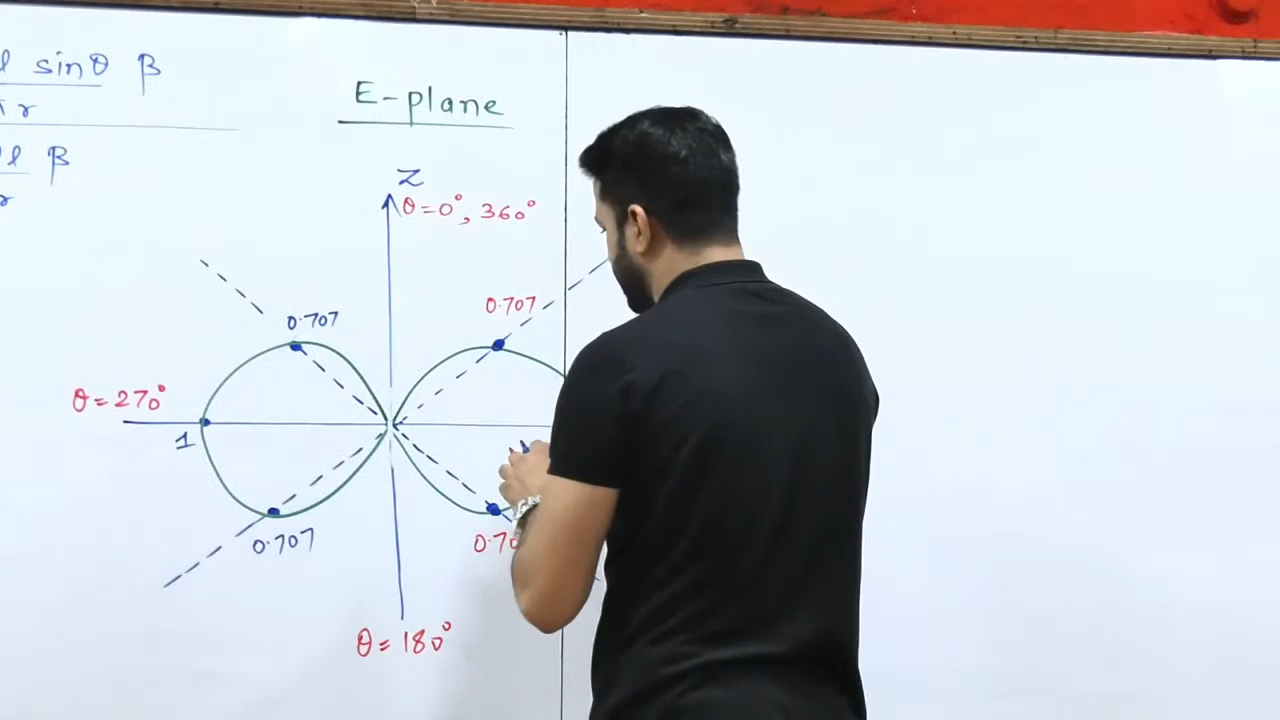 l sinθ β
r
l β
r
E-plane
Z
θ=0°, 360°
0.707
0.707
θ=270°
1
0.707
0.70
θ=180°